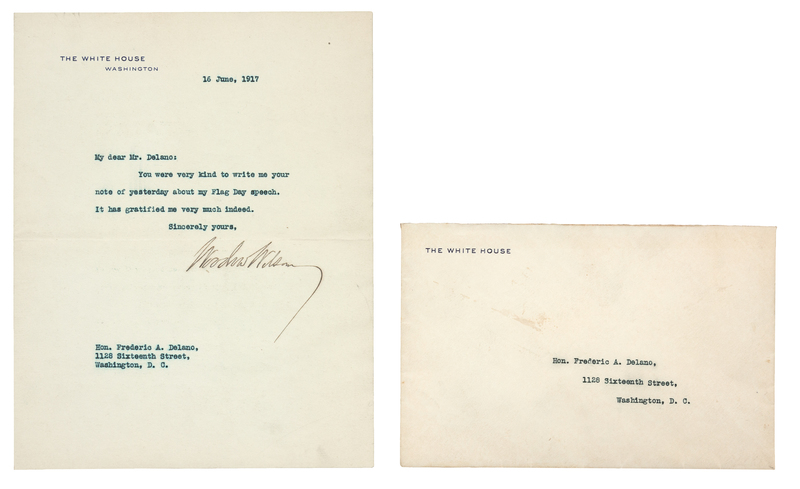 THE WHITE HOUSE
WASHINGTON
16 June, 1917
My dear Mr. Delano:
You were very kind to write me your
note of yesterday about my Flag Day speech.
It has gratified me very much indeed.
Sincerely yours,
Woodrow Wilson
Hon. Frederic A. Delano,
1128 Sixteenth Street,
Washington, D. C.
THE WHITE HOUSE
Hon. Frederic A. Delano,
1128 Sixteenth Street,
Washington, D. C.